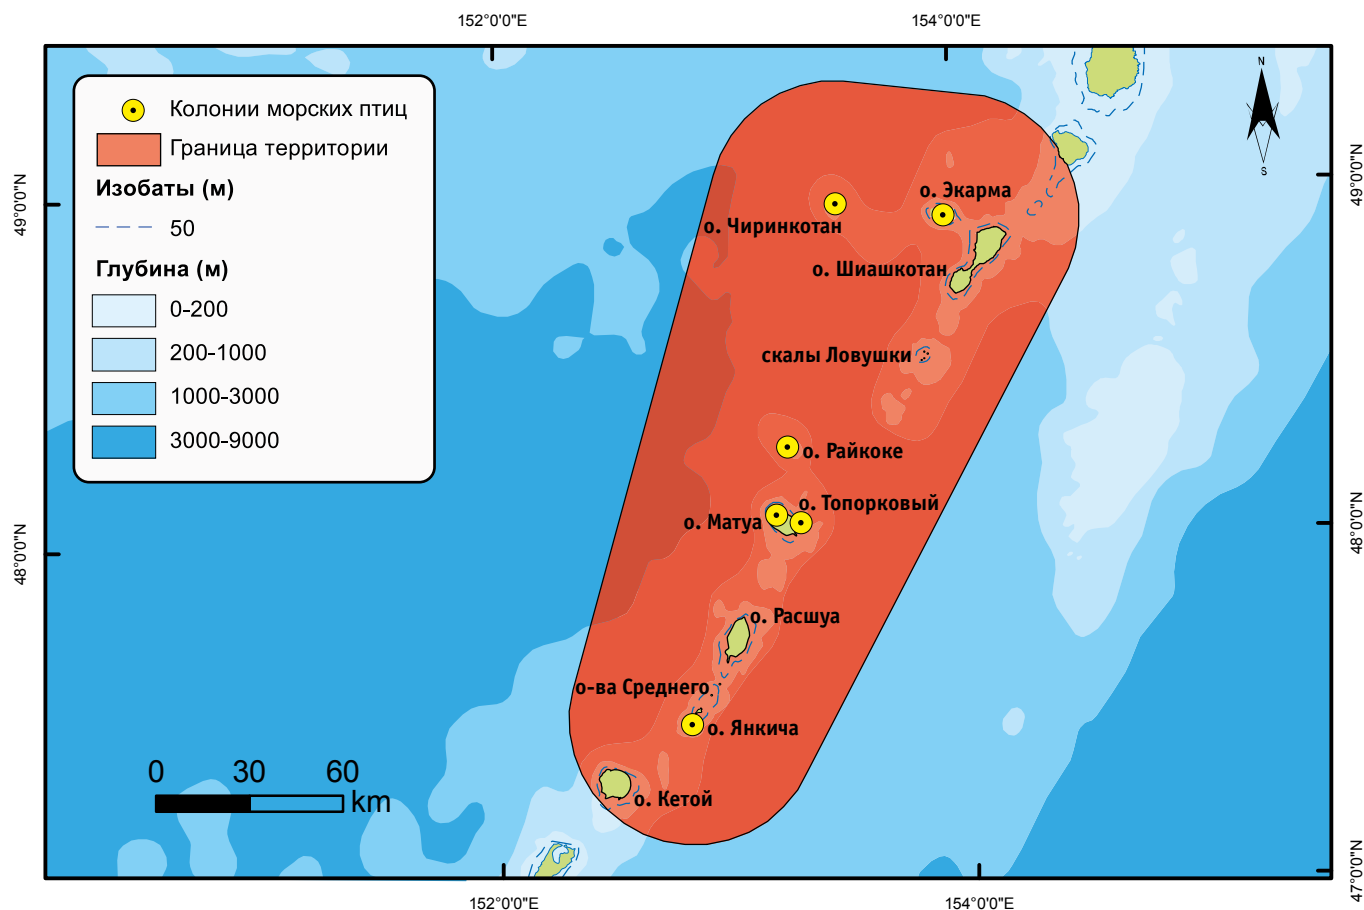 152°0'0"E
154°0'0"E
Колонии морских птиц
Граница территории
Изобаты (м)
50
Глубина (м)
0-200
200-1000
1000-3000
3000-9000
N
S
49°0'0"N
49°0'0"N
о. Экарма
о. Чиринкотан
о. Шиашкотан
скалы Ловушки
о. Райкоке
о. Топорковый
о. Матуа
48°0'0"N
48°0'0"N
о. Расшуа
о-ва Среднего
о. Янкича
о. Кетой
0 30 60
km
47°0'0"N
152°0'0"E
154°0'0"E